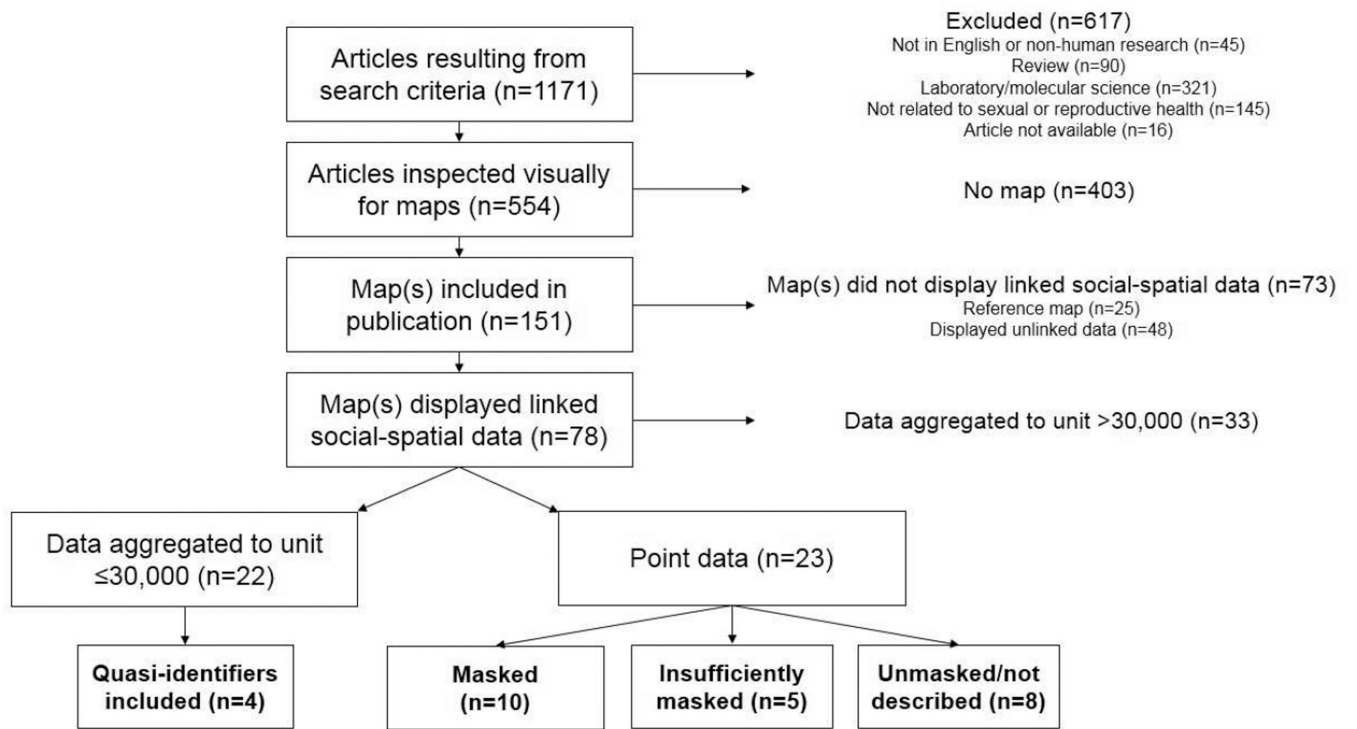 Articles resulting from
search criteria (n=1171)
Excluded (n=617)
Not in English or non-human research (n=45)
Review (n=90)
Laboratory/molecular science (n=321)
Not related to sexual or reproductive health (n=145)
Article not available (n=16)
Articles inspected visually
for maps (n=554)
No map (n=403)
Map(s) included in
publication (n=151)
Map(s) did not display linked social-spatial data (n=73)
Reference map (n=25)
Displayed unlinked data (n=48)
Map(s) displayed linked
social-spatial data (n=78)
Data aggregated to unit >30,000 (n=33)
Data aggregated to unit
≤30,000 (n=22)
Point data (n=23)
Quasi-identifiers
included (n=4)
Masked
(n=10)
Insufficiently
masked (n=5)
Unmasked/not
described (n=8)